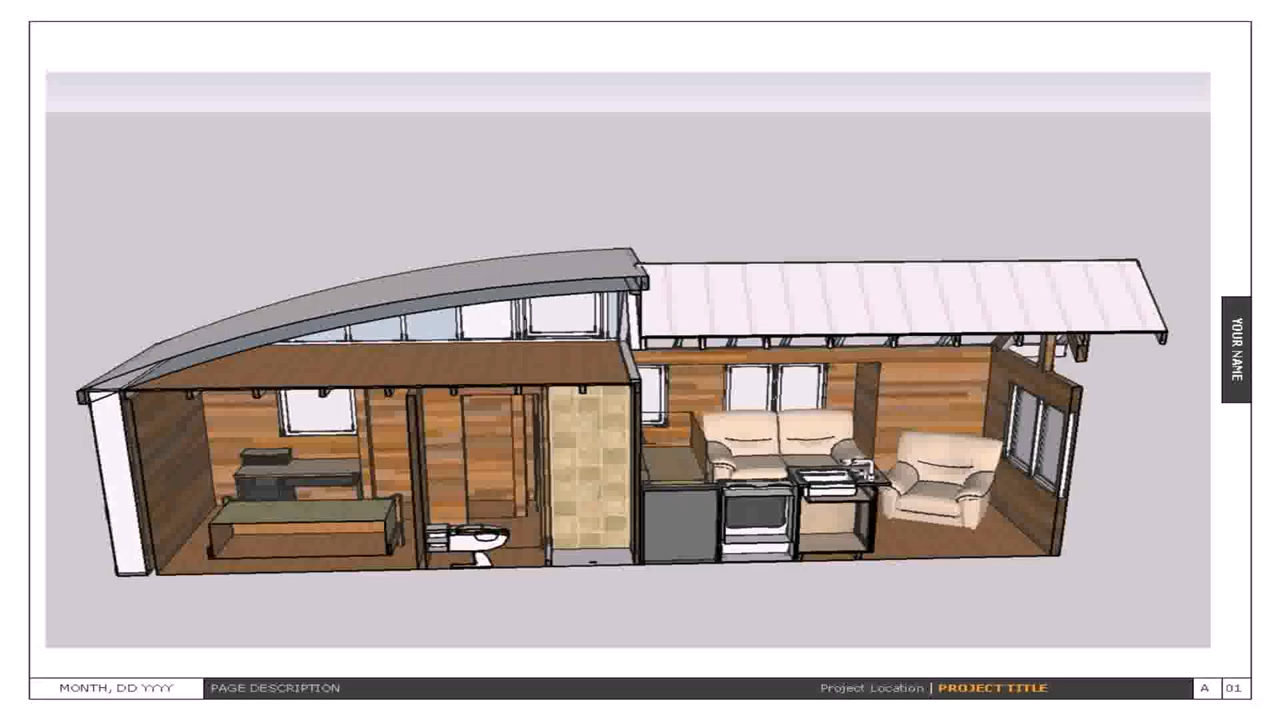 YOUR NAME
MONTH, DD YYYY
PAGE DESCRIPTION
Project Location | PROJECT TITLE
A
01